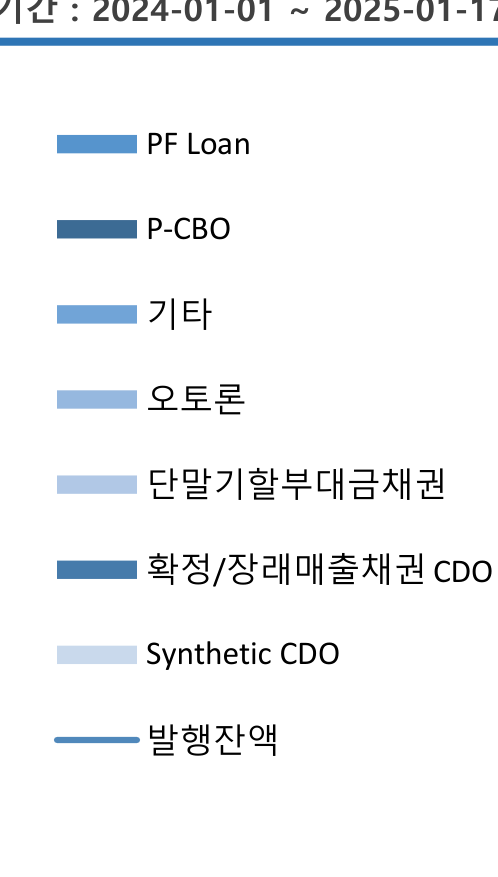 기간 : 2024-01-01 ~ 2025-01-17
PF Loan
P-CBO
기타
오토론
단말기할부대금채권
확정/장래매출채권 CDO
Synthetic CDO
발행잔액